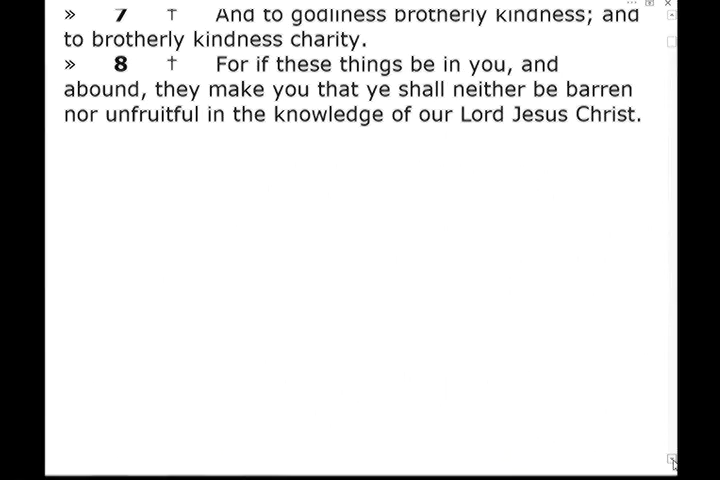 » 7 † And to godliness brotherly kindness; and
to brotherly kindness charity.
» 8 † For if these things be in you, and
abound, they make you that ye shall neither be barren
nor unfruitful in the knowledge of our Lord Jesus Christ.